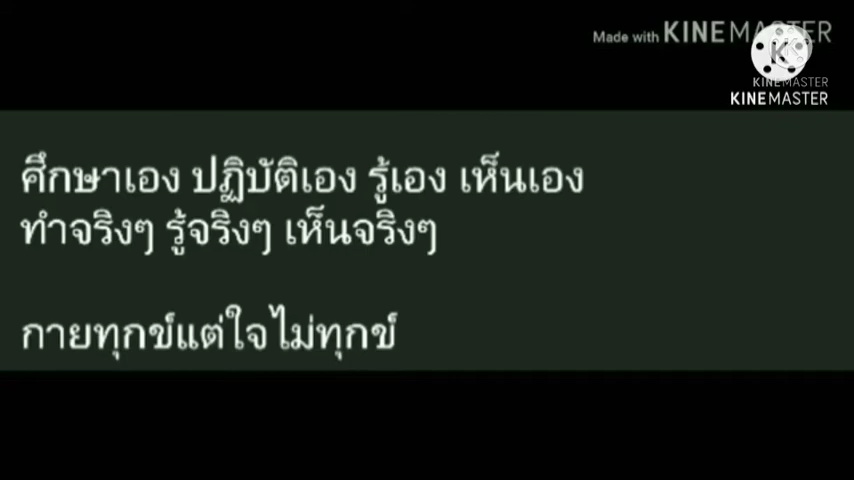 Made with KINEMASTER
KINEMASTER
KINEMASTER
ศึกษาเอง ปฏิบัติเอง รู้เอง เห็นเอง
ทำจริงๆ รู้จริงๆ เห็นจริงๆ
กายทุกข์แต่ใจไม่ทุกข์